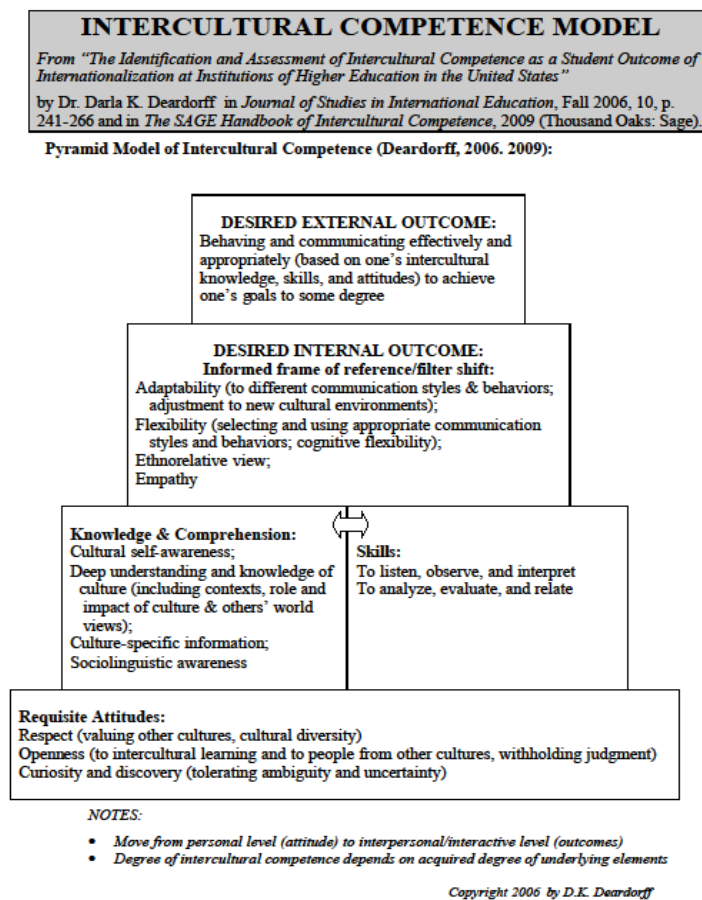 INTERCULTURAL COMPETENCE MODEL
From “The Identification and Assessment of Intercultural Competence as a Student Outcome of
Internationalization at Institutions of Higher Education in the United States”
by Dr. Darla K. Deardorff in Journal of Studies in International Education, Fall 2006, 10, p.
241-266 and in The SAGE Handbook of Intercultural Competence, 2009 (Thousand Oaks: Sage).
Pyramid Model of Intercultural Competence (Deardorff, 2006. 2009):
DESIRED EXTERNAL OUTCOME:
Behaving and communicating effectively and
appropriately (based on one’s intercultural
knowledge, skills, and attitudes) to achieve
one’s goals to some degree
DESIRED INTERNAL OUTCOME:
Informed frame of reference/filter shift:
Adaptability (to different communication styles & behaviors;
adjustment to new cultural environments);
Flexibility (selecting and using appropriate communication
styles and behaviors; cognitive flexibility);
Ethnorelative view;
Empathy
Knowledge & Comprehension:
Cultural self-awareness;
Deep understanding and knowledge of
culture (including contexts, role and
impact of culture & others’ world
views);
Culture-specific information;
Sociolinguistic awareness
Skills:
To listen, observe, and interpret
To analyze, evaluate, and relate
Requisite Attitudes:
Respect (valuing other cultures, cultural diversity)
Openness (to intercultural learning and to people from other cultures, withholding judgment)
Curiosity and discovery (tolerating ambiguity and uncertainty)
NOTES:
• Move from personal level (attitude) to interpersonal/interactive level (outcomes)
• Degree of intercultural competence depends on acquired degree of underlying elements
Copyright 2006 by D.K. Deardorff